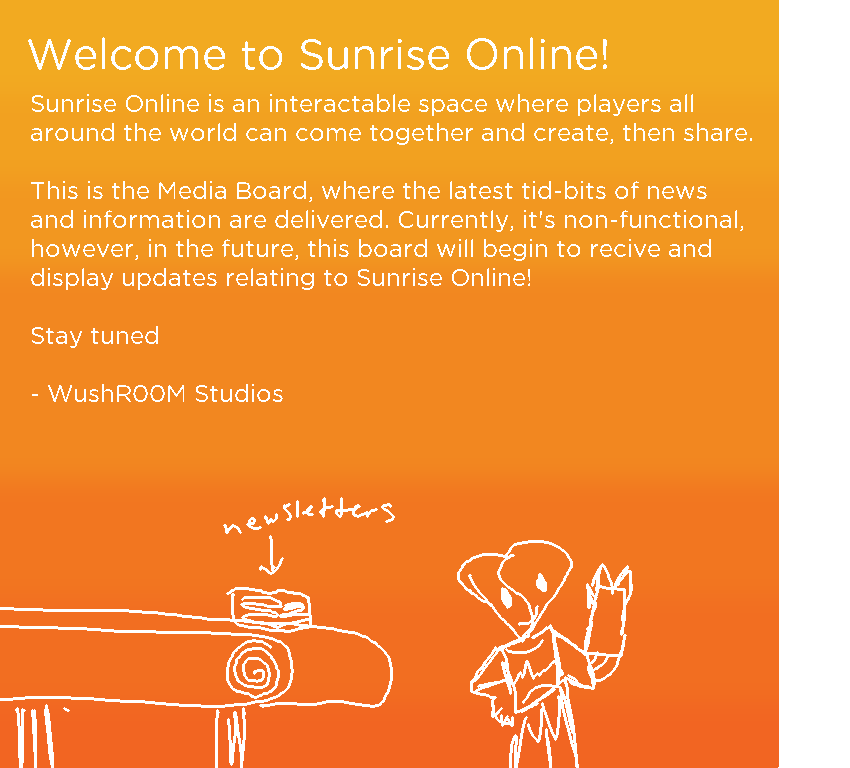 Welcome to Sunrise Online!
Sunrise Online is an interactable space where players all
around the world can come together and create, then share.
This is the Media Board, where the latest tid-bits of news
and information are delivered. Currently, it's non-functional,
however, in the future, this board will begin to recive and
display updates relating to Sunrise Online!
Stay tuned
- WushR00M Studios
newsletters